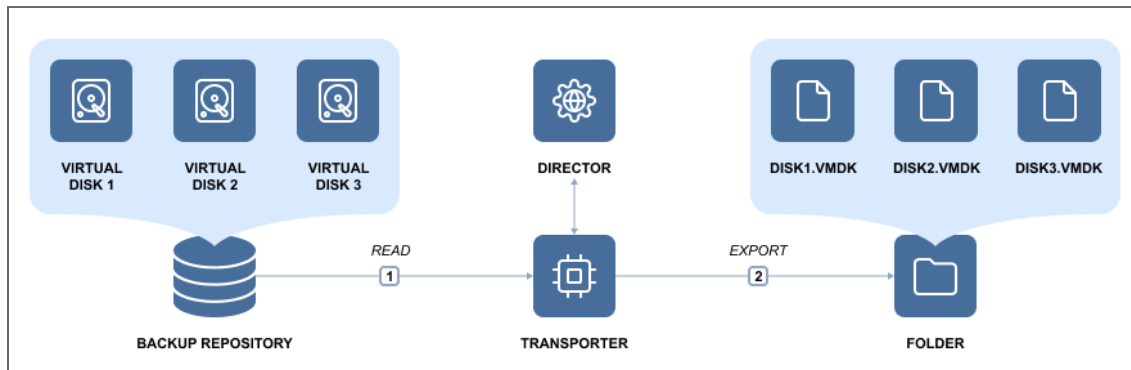 VIRTUAL
DISK 1
VIRTUAL
DISK 2
VIRTUAL
DISK 3
DIRECTOR
DISK1.VMDK
DISK2.VMDK
DISK3.VMDK
READ
1
EXPORT
2
BACKUP REPOSITORY
TRANSPORTER
FOLDER